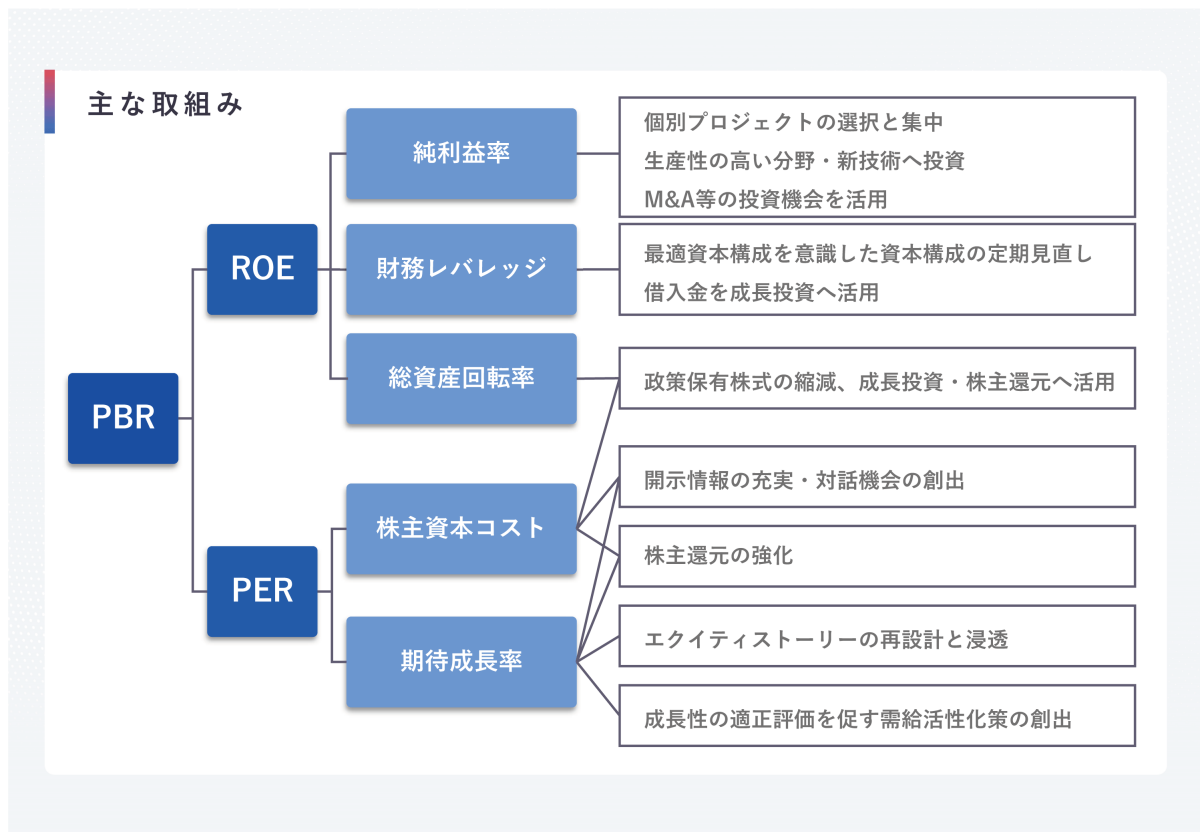 主な取組み
PBR
ROE
純利益率
個別プロジェクトの選択と集中
生産性の高い分野・新技術へ投資
M&A等の投資機会を活用
財務レバレッジ
最適資本構成を意識した資本構成の定期見直し
借入金を成長投資へ活用
総資産回転率
政策保有株式の縮減、成長投資・株主還元へ活用
PER
株主資本コスト
期待成長率
開示情報の充実・対話機会の創出
株主還元の強化
エクイティストーリーの再設計と浸透
成長性の適正評価を促す需給活性化策の創出